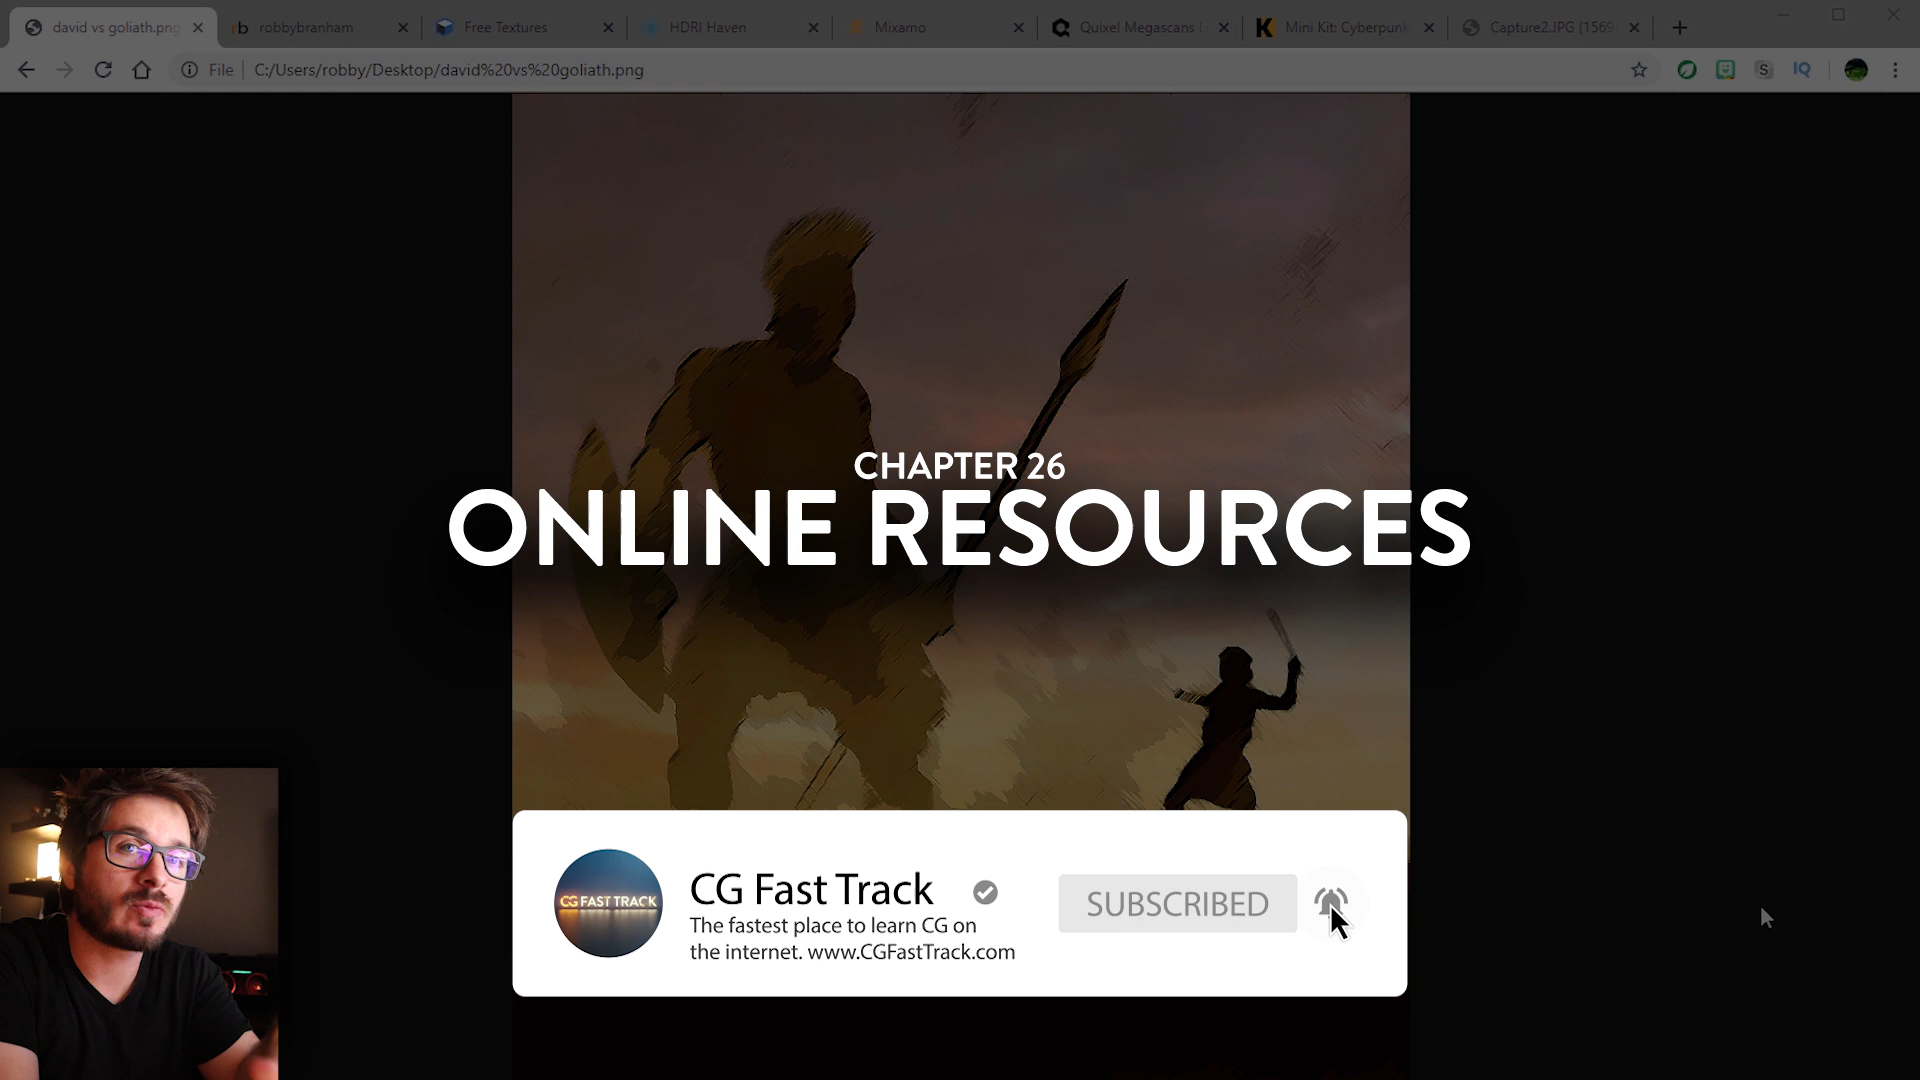 david vs goliath.png
robbybranham
Free Textures
HDRI Haven
Mixamo
Quixel Megascans
Mini Kit: Cyberpunk
Capture2.JPG (1569
File
C:/Users/robby/Desktop/david%20vs%20goliath.png
S
IQ
CHAPTER 26
ONLINE RESOURCES
CG FAST TRACK
CG Fast Track
The fastest place to learn CG on
the internet. www.CGFastTrack.com
SUBSCRIBED